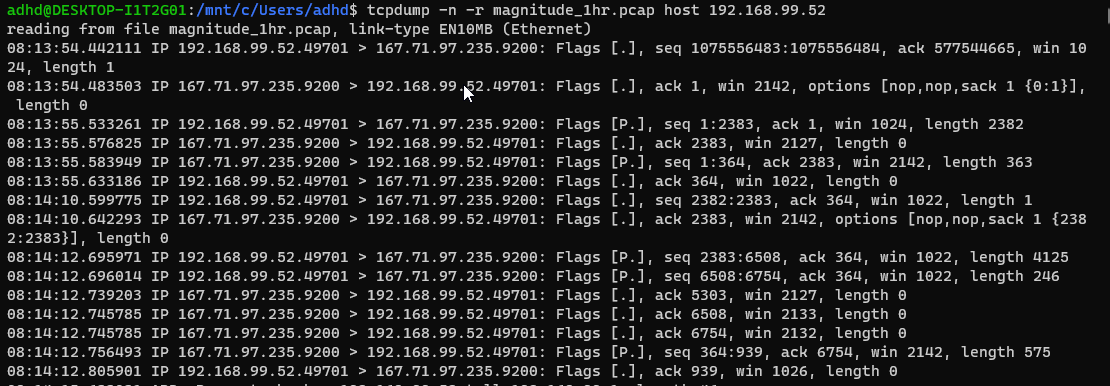 adhd@DESKTOP-I1T2G01:/mnt/c/Users/adhd$ tcpdump -n -r magnitude_1hr.pcap host 192.168.99.52
reading from file magnitude_1hr.pcap, link-type EN10MB (Ethernet)
08:13:54.442111 IP 192.168.99.52.49701 > 167.71.97.235.9200: Flags [.], seq 1075556483:1075556484, ack 577544665, win 10
24, length 1
08:13:54.483503 IP 167.71.97.235.9200 > 192.168.99.52.49701: Flags [.], ack 1, win 2142, options [nop,nop,sack 1 {0:1}],
 length 0
08:13:55.533261 IP 192.168.99.52.49701 > 167.71.97.235.9200: Flags [P.], seq 1:2383, ack 1, win 1024, length 2382
08:13:55.576825 IP 167.71.97.235.9200 > 192.168.99.52.49701: Flags [.], ack 2383, win 2127, length 0
08:13:55.583949 IP 167.71.97.235.9200 > 192.168.99.52.49701: Flags [P.], seq 1:364, ack 2383, win 2142, length 363
08:13:55.633186 IP 192.168.99.52.49701 > 167.71.97.235.9200: Flags [.], ack 364, win 1022, length 0
08:14:10.599775 IP 192.168.99.52.49701 > 167.71.97.235.9200: Flags [.], seq 2382:2383, ack 364, win 1022, length 1
08:14:10.642293 IP 167.71.97.235.9200 > 192.168.99.52.49701: Flags [.], ack 2383, win 2142, options [nop,nop,sack 1 {238
2:2383}], length 0
08:14:12.695971 IP 192.168.99.52.49701 > 167.71.97.235.9200: Flags [P.], seq 2383:6508, ack 364, win 1022, length 4125
08:14:12.696014 IP 192.168.99.52.49701 > 167.71.97.235.9200: Flags [P.], seq 6508:6754, ack 364, win 1022, length 246
08:14:12.739203 IP 167.71.97.235.9200 > 192.168.99.52.49701: Flags [.], ack 5303, win 2127, length 0
08:14:12.745785 IP 167.71.97.235.9200 > 192.168.99.52.49701: Flags [.], ack 6508, win 2133, length 0
08:14:12.745785 IP 167.71.97.235.9200 > 192.168.99.52.49701: Flags [.], ack 6754, win 2132, length 0
08:14:12.756493 IP 167.71.97.235.9200 > 192.168.99.52.49701: Flags [P.], seq 364:939, ack 6754, win 2142, length 575
08:14:12.805901 IP 192.168.99.52.49701 > 167.71.97.235.9200: Flags [.], ack 939, win 1026, length 0